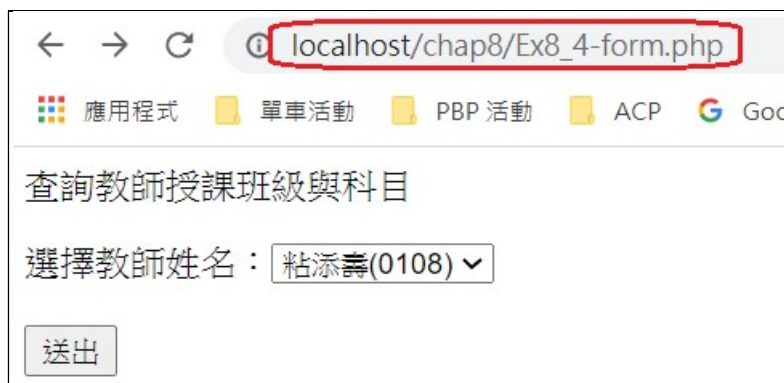 localhost/chap8/Ex8_4-form.php
應用程式 單車活動 PBP 活動 ACP Goo
查詢教師授課班級與科目
選擇教師姓名：粘添壽(0108)
送出